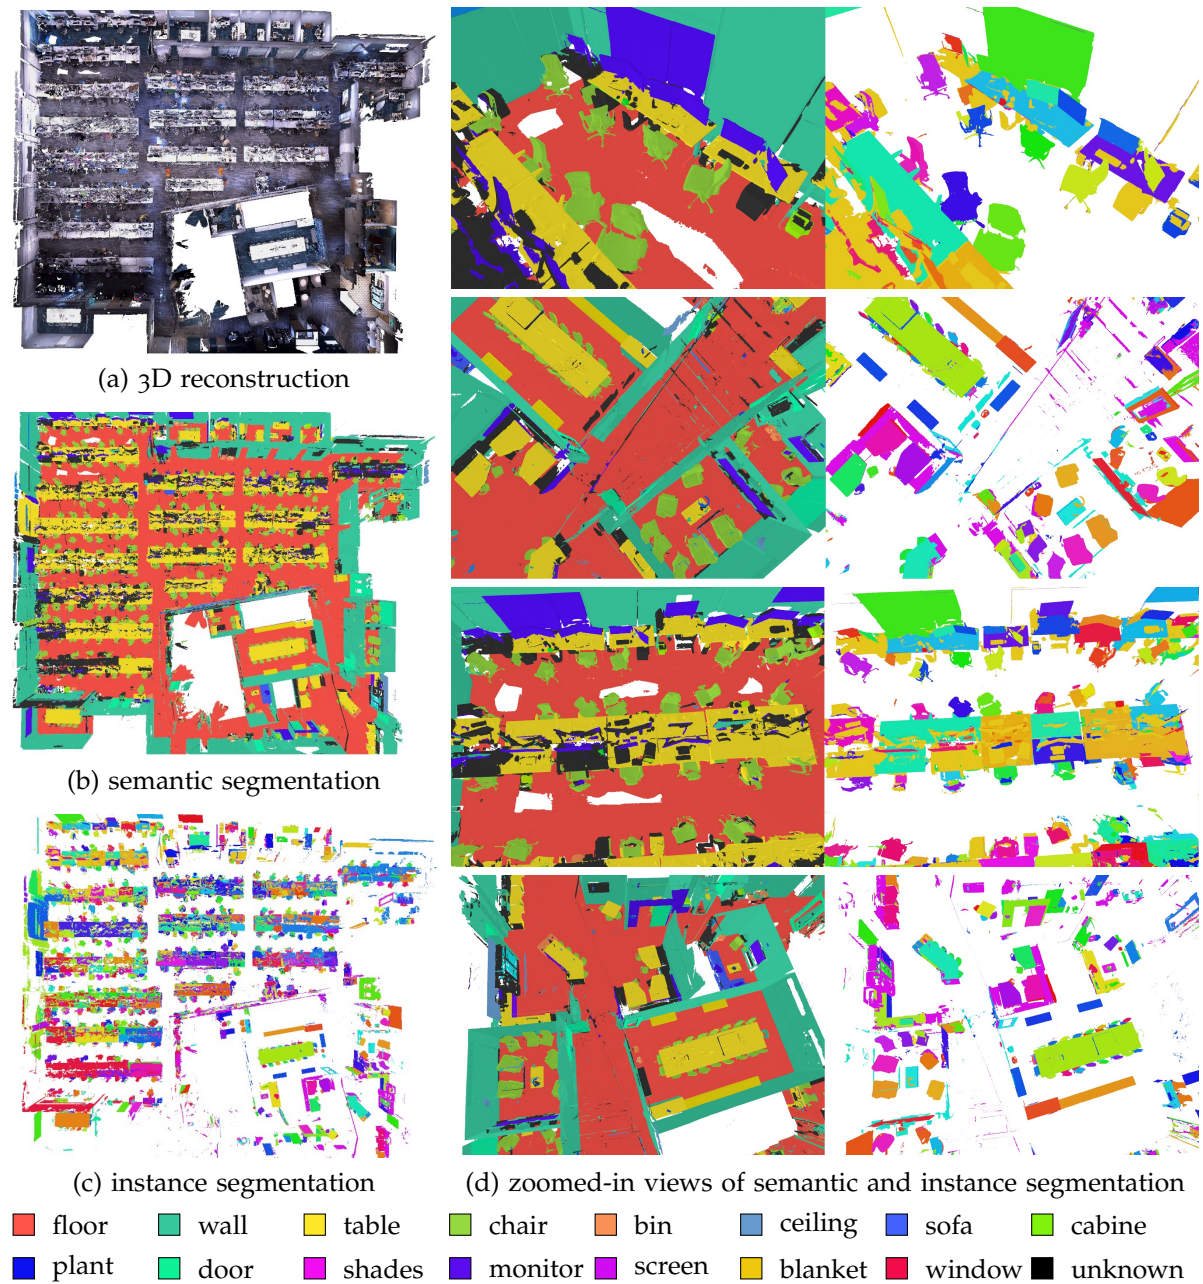 (a) 3D reconstruction
(b) semantic segmentation
(c) instance segmentation
(d) zoomed-in views of semantic and instance segmentation
floor wall table chair bin ceiling sofa cabine
plant door shades monitor screen blanket window unknown